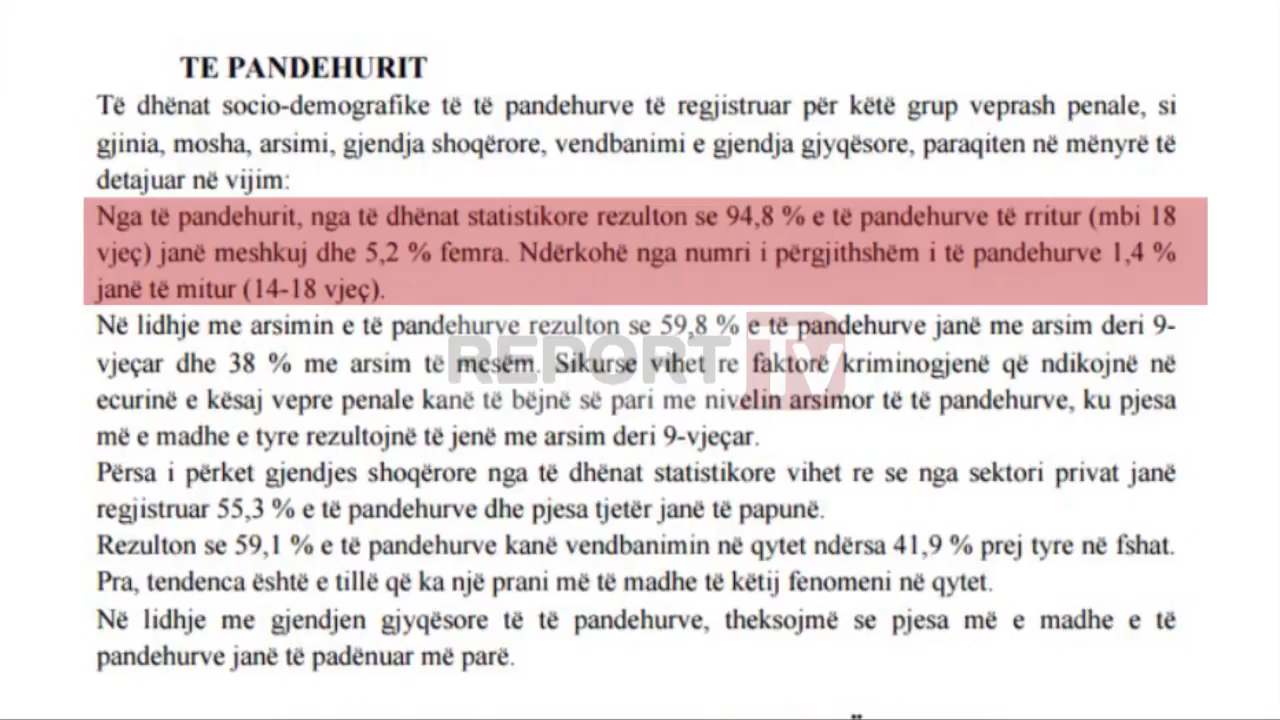 TE PANDEHURIT
Të dhënat socio-demografike të të pandehurve të regjistruar për këtë grup veprash penale, si
gjinia, mosha, arsimi, gjendja shoqërore, vendbanimi e gjendja gjyqësore, paraqiten në mënyrë të
detajuar në vijim:
Nga të pandehurit, nga të dhënat statistikore rezulton se 94,8 % e të pandehurve të rritur (mbi 18
vjeç) janë meshkuj dhe 5,2 % femra. Ndërkohë nga numri i përgjithshëm i të pandehurve 1,4 %
janë të mitur (14-18 vjeç).
Në lidhje me arsimin e të pandehurve rezulton se 59,8 % e të pandehurve janë me arsim deri 9-
vjeçar dhe 38 % me arsim të mesëm. Sikurse vihet re faktorë kriminogjenë që ndikojnë në
REPORT TV
ecurinë e kësaj vepre penale kanë të bëjnë së pari me nivelin arsimor të të pandehurve, ku pjesa
më e madhe e tyre rezultojnë të jenë me arsim deri 9-vjeçar.
Përsa i përket gjendjes shoqërore nga të dhënat statistikore vihet re se nga sektori privat janë
regjistruar 55,3 % e të pandehurve dhe pjesa tjetër janë të papunë.
Rezulton se 59,1 % e të pandehurve kanë vendbanimin në qytet ndërsa 41,9 % prej tyre në fshat.
Pra, tendenca është e tillë që ka një prani më të madhe të këtij fenomeni në qytet.
Në lidhje me gjendjen gjyqësore të të pandehurve, theksojmë se pjesa më e madhe e të
pandehurve janë të padënuar më parë.